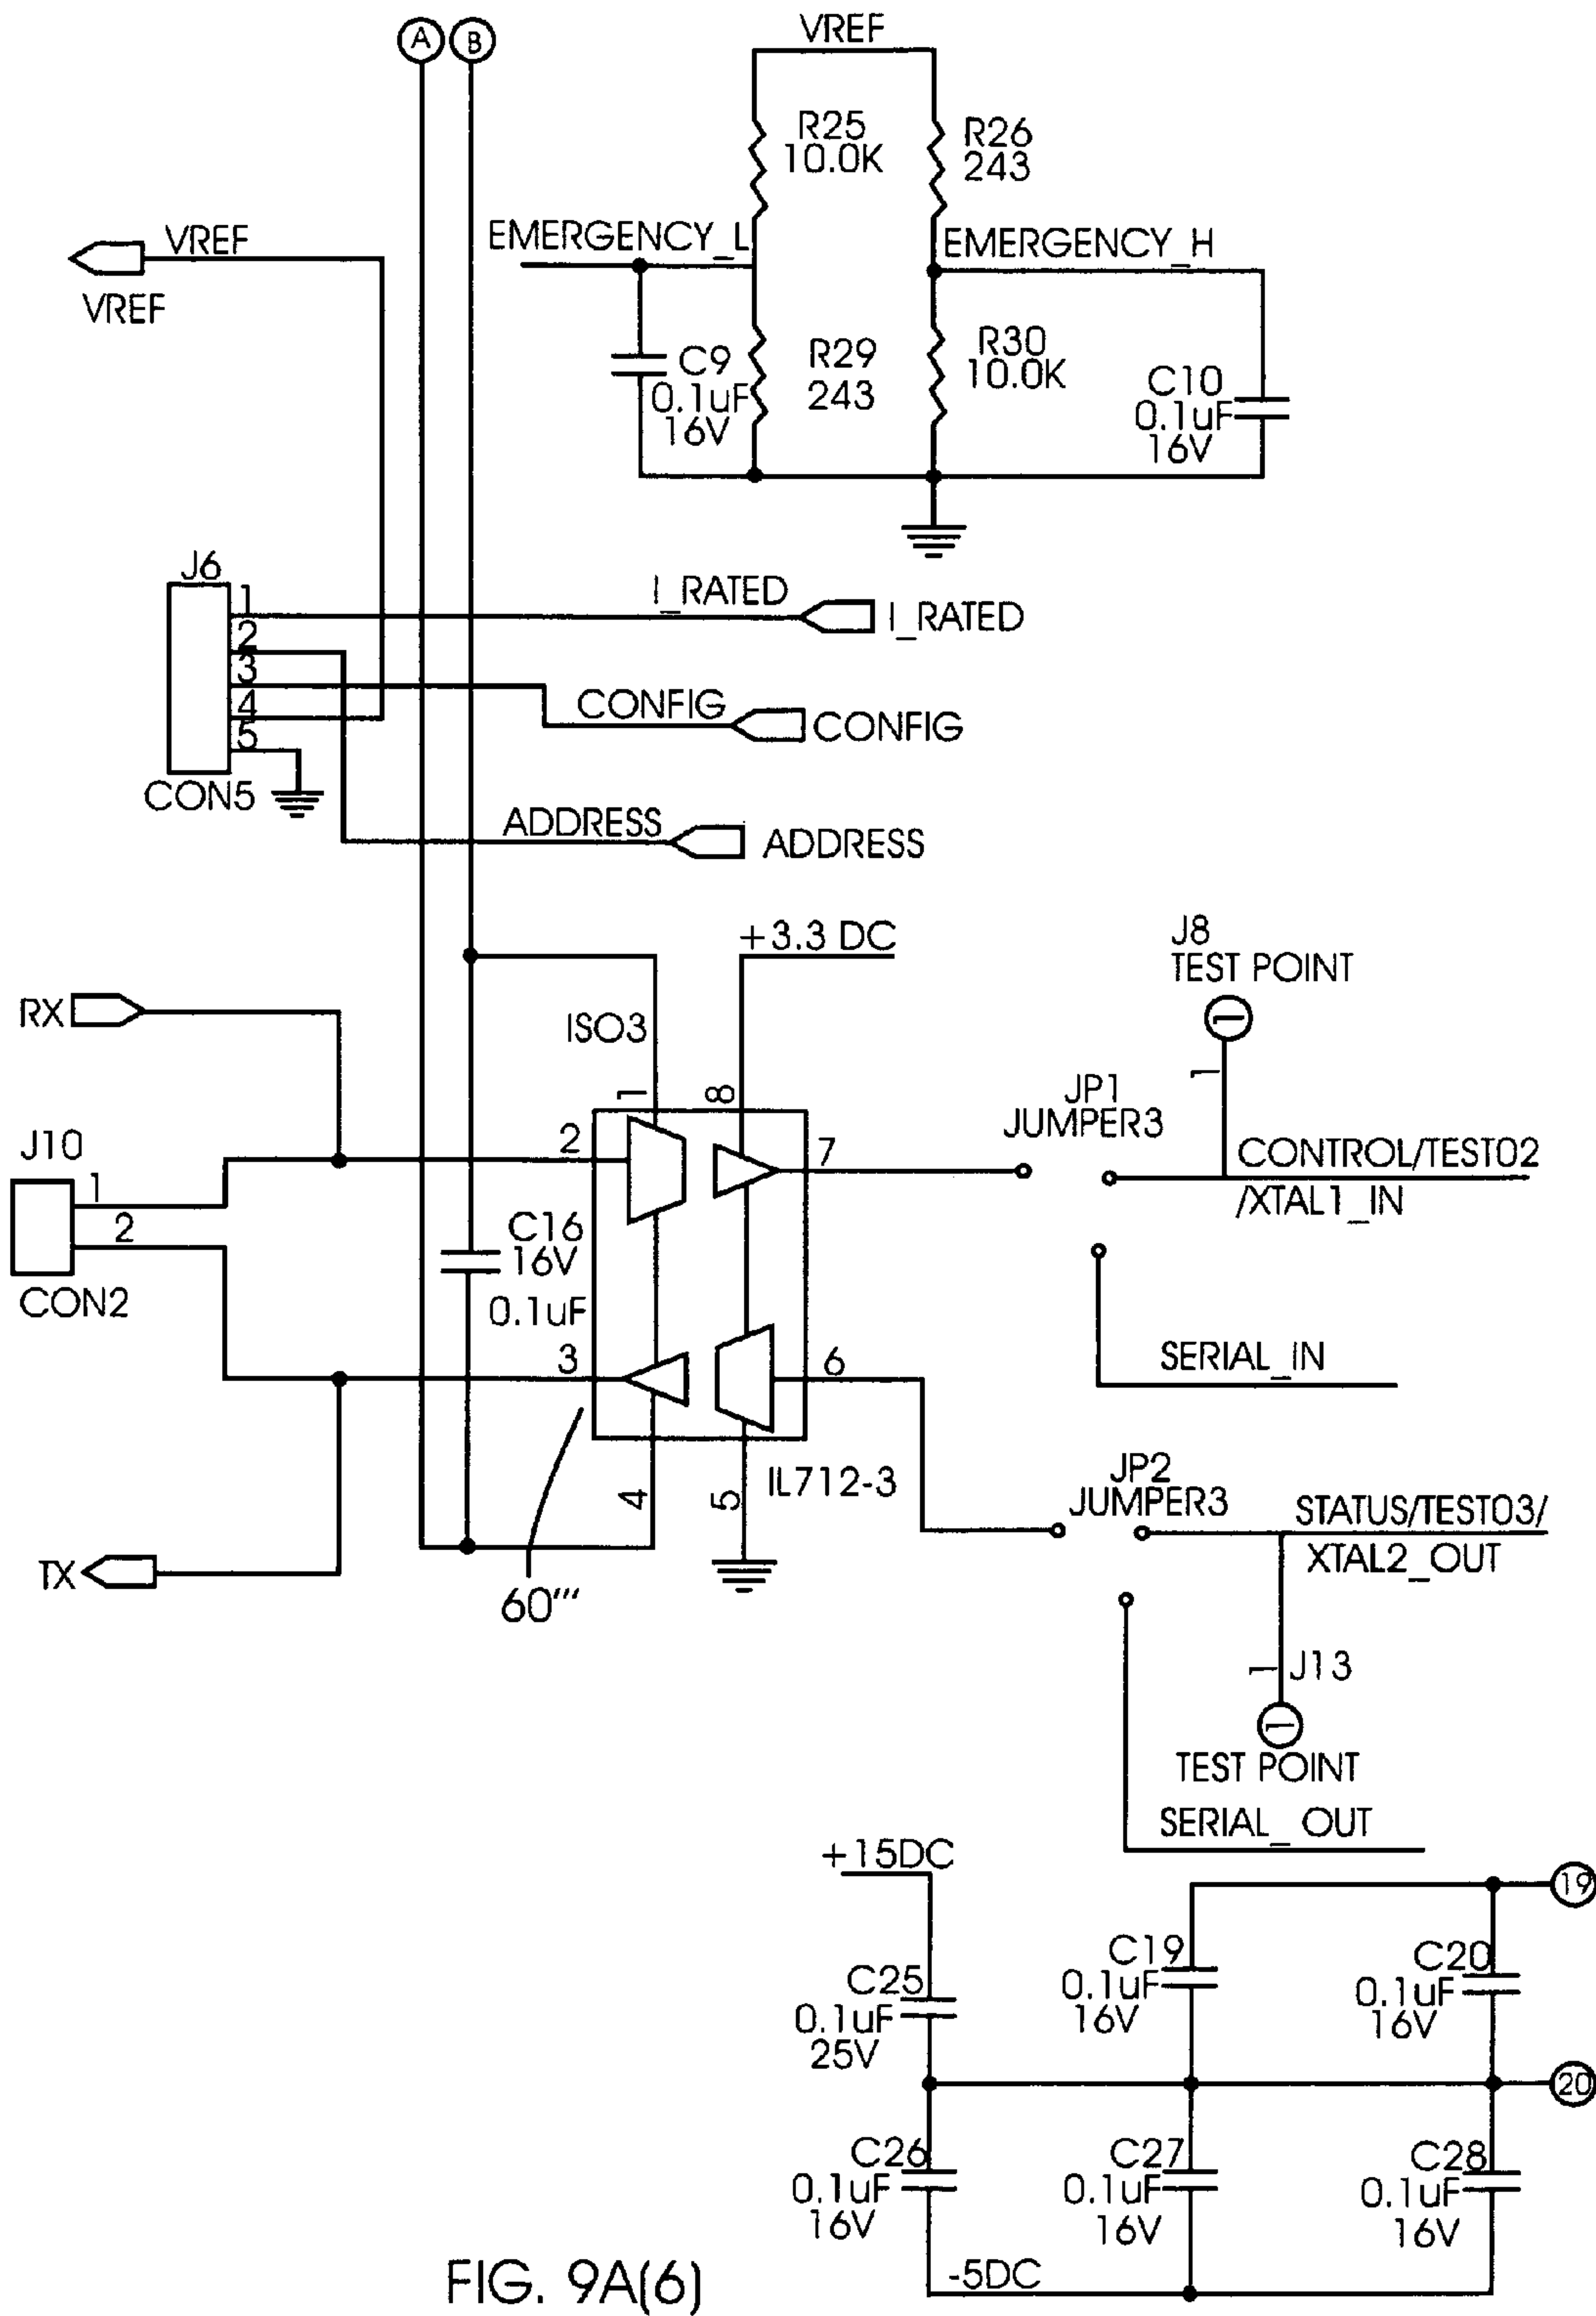 A B
VREF
R25
10.0K
R26
243
EMERGENCY_L
EMERGENCY_H
VREF
VREF
C9
0.1uF
16V
R29
243
R30
10.0K
C10
0.1uF
16V
J6
1
2
3
4
5
CON5
I_RATED
I_RATED
CONFIG
CONFIG
ADDRESS
ADDRESS
+3.3 DC
J8
TEST POINT
1
1
RX
ISO3
1
8
JP1
JUMPER3
J10
1
2
CON2
2
7
CONTROL/TEST02
/XTAL1_IN
C16
16V
0.1uF
3
6
SERIAL_IN
4
5
IL712-3
JP2
JUMPER3
STATUS/TEST03/
XTAL2_OUT
TX
60'''
1
J13
1
TEST POINT
SERIAL_ OUT
+15DC
19
C19
0.1uF
16V
C20
0.1uF
16V
C25
0.1uF
25V
20
C26
0.1uF
16V
C27
0.1uF
16V
C28
0.1uF
16V
-5DC
FIG. 9A(6)